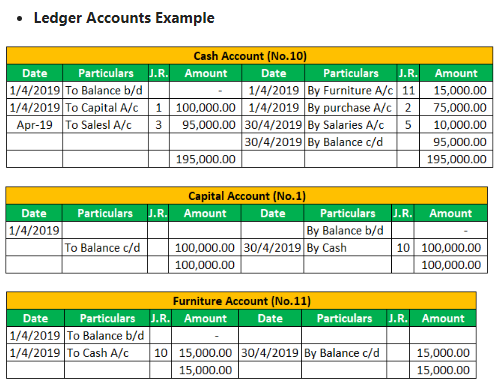 Ledger Accounts Example
Cash Account (No.10)
Date Particulars J.R. Amount Date Particulars J.R. Amount
1/4/2019 To Balance b/d - 1/4/2019 By Furniture A/c 11 15,000.00
1/4/2019 To Capital A/c 1 100,000.00 1/4/2019 By purchase A/c 2 75,000.00
Apr-19 To Salesl A/c 3 95,000.00 30/4/2019 By Salaries A/c 5 10,000.00
30/4/2019 By Balance c/d 95,000.00
195,000.00 195,000.00
Capital Account (No.1)
Date Particulars J.R. Amount Date Particulars J.R. Amount
1/4/2019 By Balance b/d -
To Balance c/d 100,000.00 30/4/2019 By Cash 10 100,000.00
100,000.00 100,000.00
Furniture Account (No.11)
Date Particulars J.R. Amount Date Particulars J.R. Amount
1/4/2019 To Balance b/d -
1/4/2019 To Cash A/c 10 15,000.00 30/4/2019 By Balance c/d 15,000.00
15,000.00 15,000.00